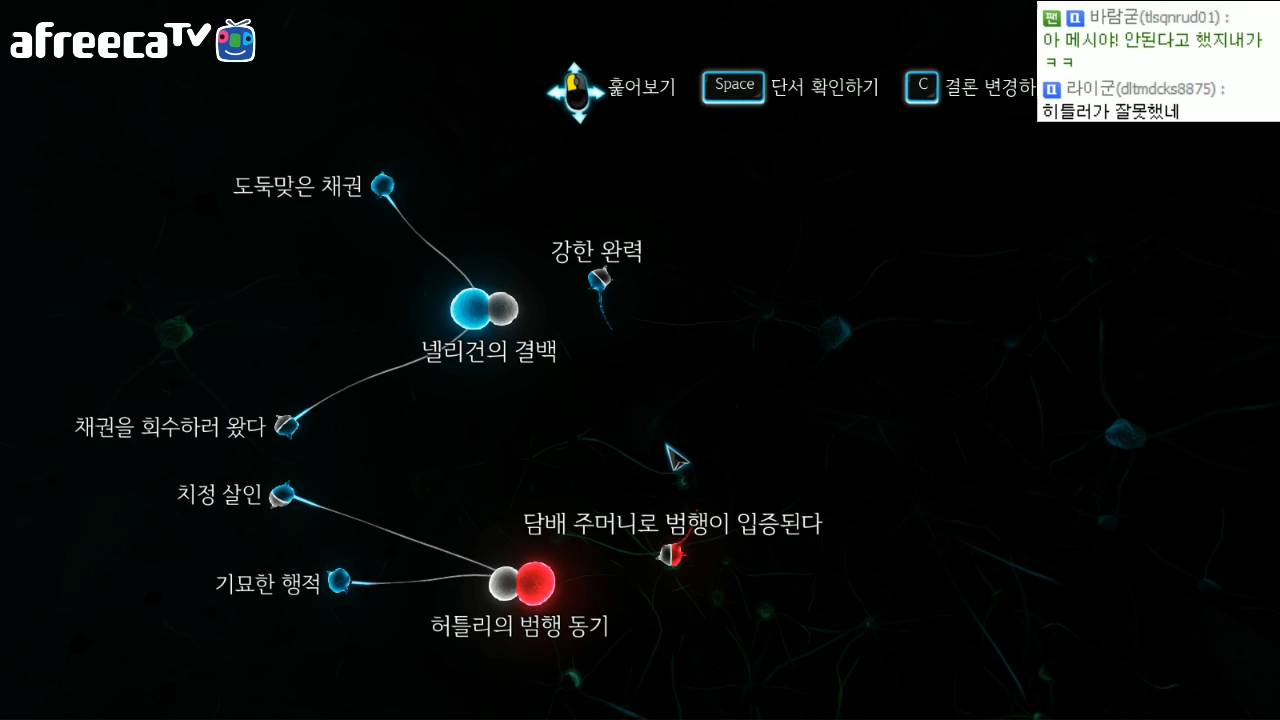 afreecaTV
훑어보기
Space 단서 확인하기
C 결론 변경하
팬 바람굳(tlsqnrud01) :
아 메시야! 안된다고 했지내가
ㅋㅋ
라이군(dltmdcks8875) :
히틀러가 잘못했네
도둑맞은 채권
강한 완력
넬리건의 결백
채권을 회수하러 왔다
치정 살인
담배 주머니로 범행이 입증된다
기묘한 행적
허틀리의 범행 동기